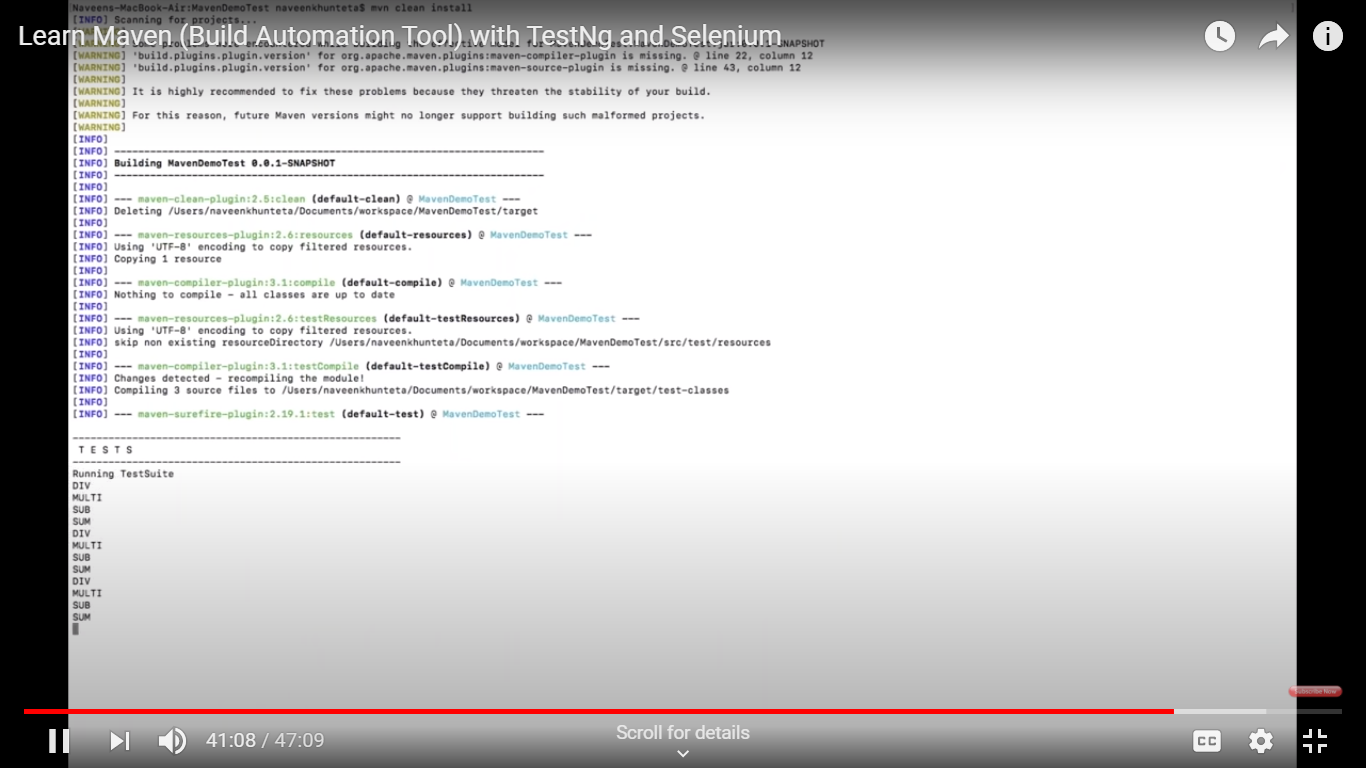 Naveens-MacBook-Air:MavenDemoTest naveenkhunteta$ mvn clean install
[INFO] Scanning for projects...
Learn Maven (Build Automation Tool) with TestNg and Selenium
[WARNING] 'build.plugins.plugin.version' for org.apache.maven.plugins:maven-compiler-plugin is missing. @ line 22, column 12
[WARNING] 'build.plugins.plugin.version' for org.apache.maven.plugins:maven-source-plugin is missing. @ line 43, column 12
[WARNING]
[WARNING] It is highly recommended to fix these problems because they threaten the stability of your build.
[WARNING]
[WARNING] For this reason, future Maven versions might no longer support building such malformed projects.
[WARNING]
[INFO]
[INFO] ------------------------------------------------------------------------
[INFO] Building MavenDemoTest 0.0.1-SNAPSHOT
[INFO] ------------------------------------------------------------------------
[INFO]
[INFO] --- maven-clean-plugin:2.5:clean (default-clean) @ MavenDemoTest ---
[INFO] Deleting /Users/naveenkhunteta/Documents/workspace/MavenDemoTest/target
[INFO]
[INFO] --- maven-resources-plugin:2.6:resources (default-resources) @ MavenDemoTest ---
[INFO] Using 'UTF-8' encoding to copy filtered resources.
[INFO] Copying 1 resource
[INFO]
[INFO] --- maven-compiler-plugin:3.1:compile (default-compile) @ MavenDemoTest ---
[INFO] Nothing to compile - all classes are up to date
[INFO]
[INFO] --- maven-resources-plugin:2.6:testResources (default-testResources) @ MavenDemoTest ---
[INFO] Using 'UTF-8' encoding to copy filtered resources.
[INFO] skip non existing resourceDirectory /Users/naveenkhunteta/Documents/workspace/MavenDemoTest/src/test/resources
[INFO]
[INFO] --- maven-compiler-plugin:3.1:testCompile (default-testCompile) @ MavenDemoTest ---
[INFO] Changes detected - recompiling the module!
[INFO] Compiling 3 source files to /Users/naveenkhunteta/Documents/workspace/MavenDemoTest/target/test-classes
[INFO]
[INFO] --- maven-surefire-plugin:2.19.1:test (default-test) @ MavenDemoTest ---
-------------------------------------------------------
T E S T S
-------------------------------------------------------
Running TestSuite
DIV
MULTI
SUB
SUM
DIV
MULTI
SUB
SUM
DIV
MULTI
SUB
SUM
Subscribe Now
41:08 / 47:09
Scroll for details
CC